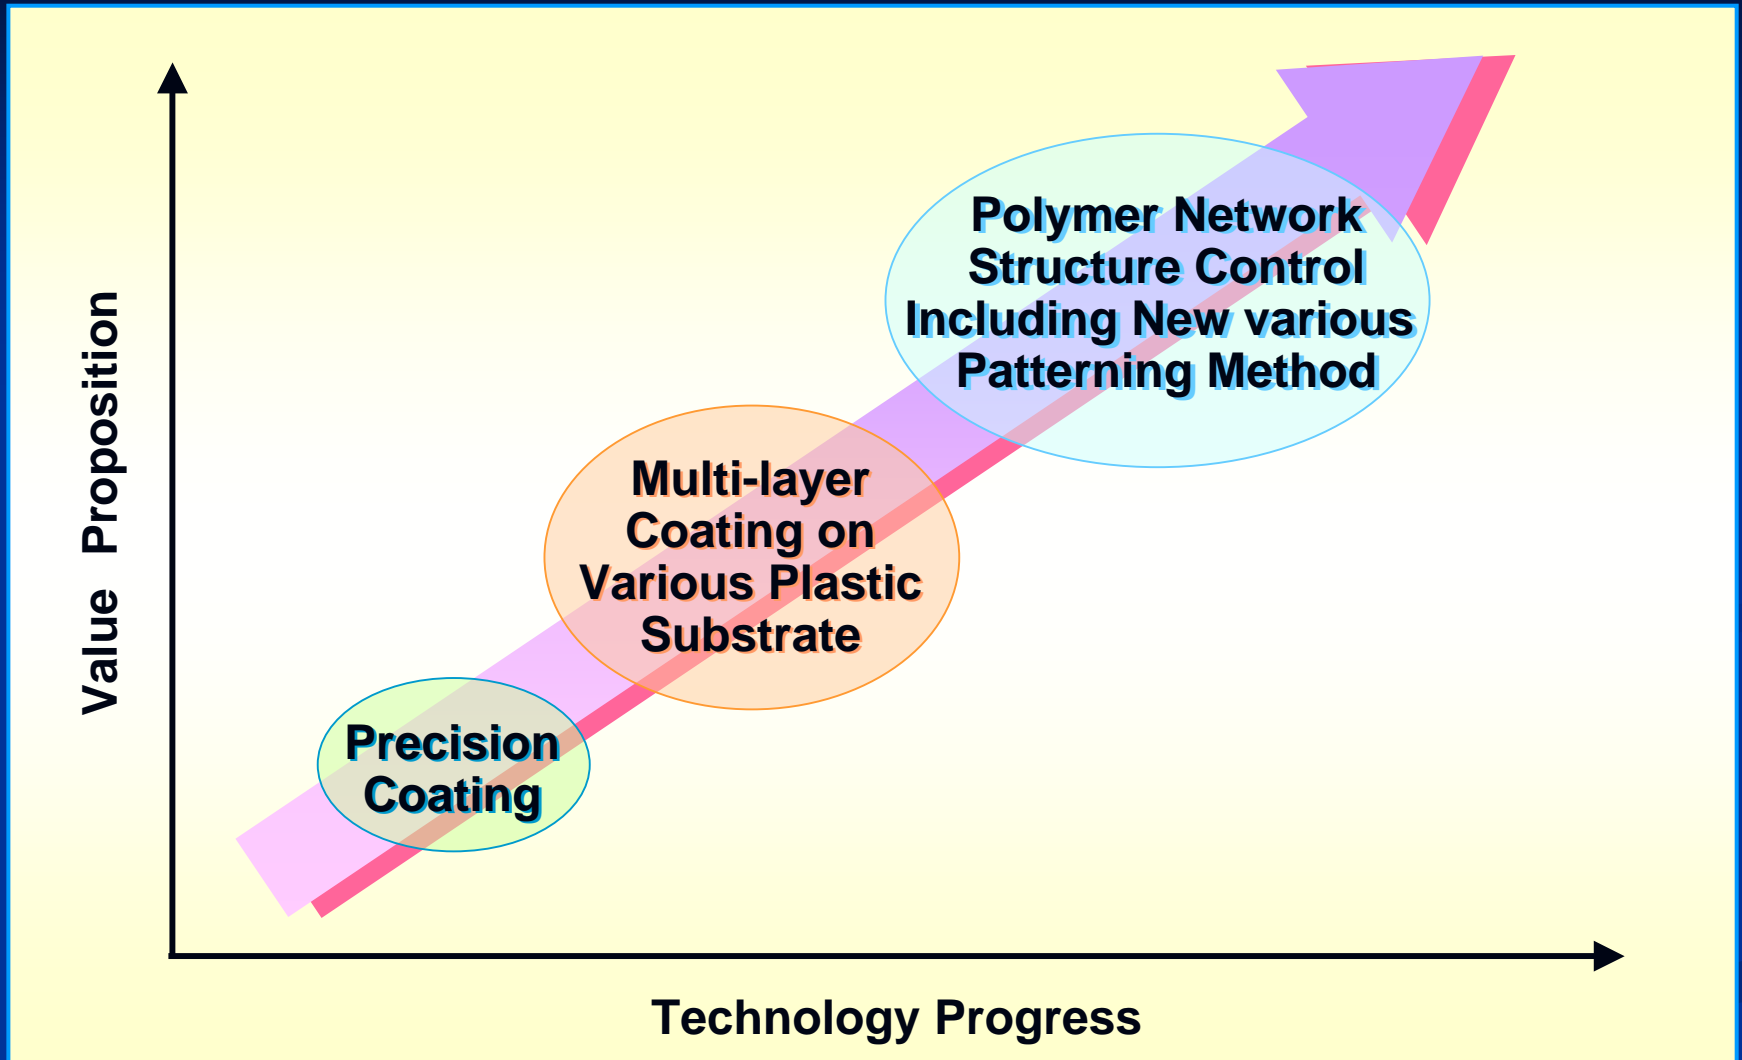 Polymer Network
Structure Control
Including New various
Patterning Method
Multi-layer
Coating on
Various Plastic
Substrate
Precision
Coating
Value Proposition
Technology Progress